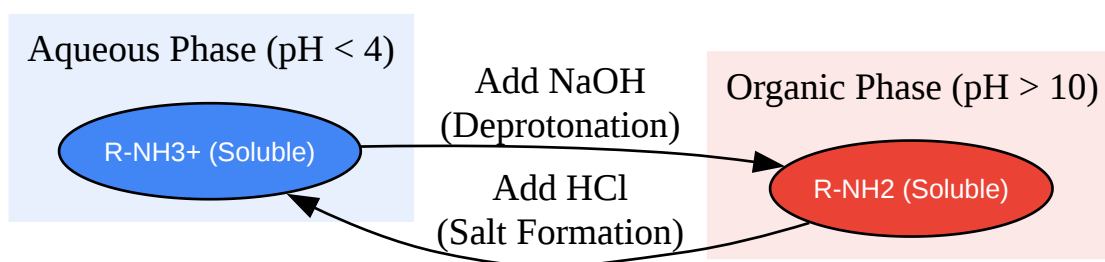 Aqueous Phase (pH < 4)
R-NH3+ (Soluble)
Add NaOH
(Deprotonation)
Add HCl
(Salt Formation)
Organic Phase (pH > 10)
R-NH2 (Soluble)